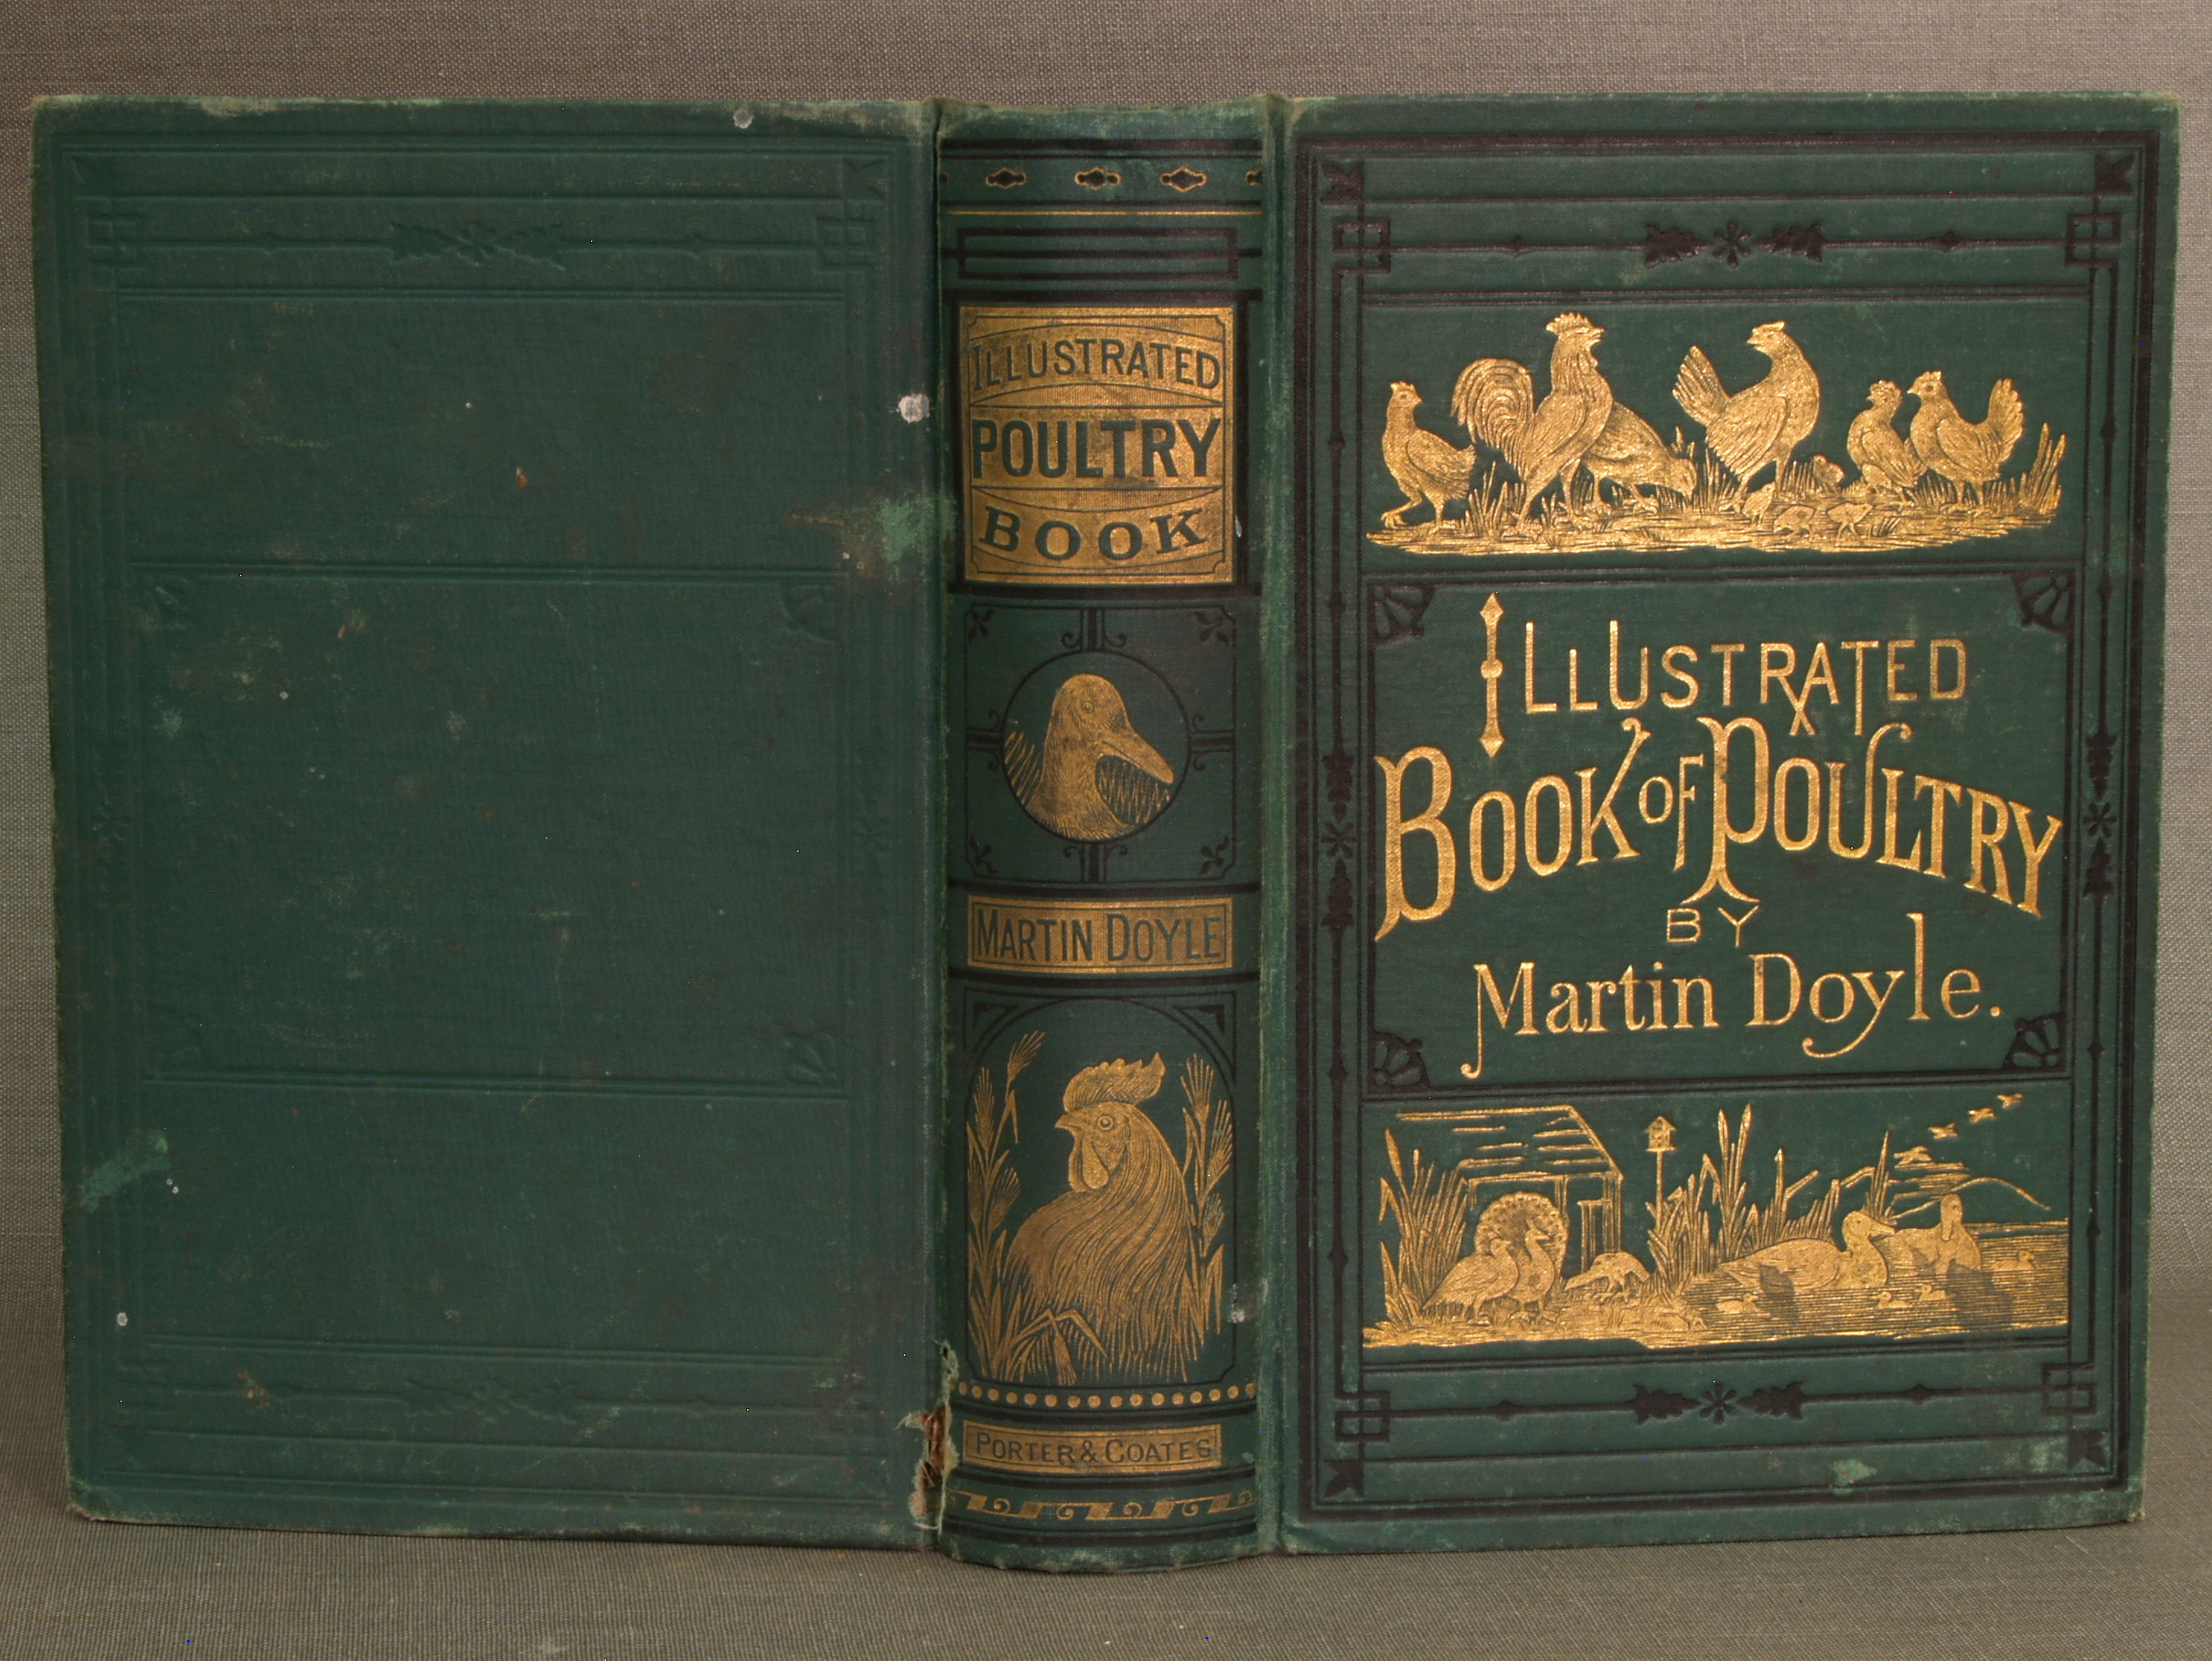 ILLUSTRATED
POULTRY
BOOK
MARTIN DOYLE
PORTER & COATES
ILLUSTRATED
BOOK OF POULTRY
BY
Martin Doyle.